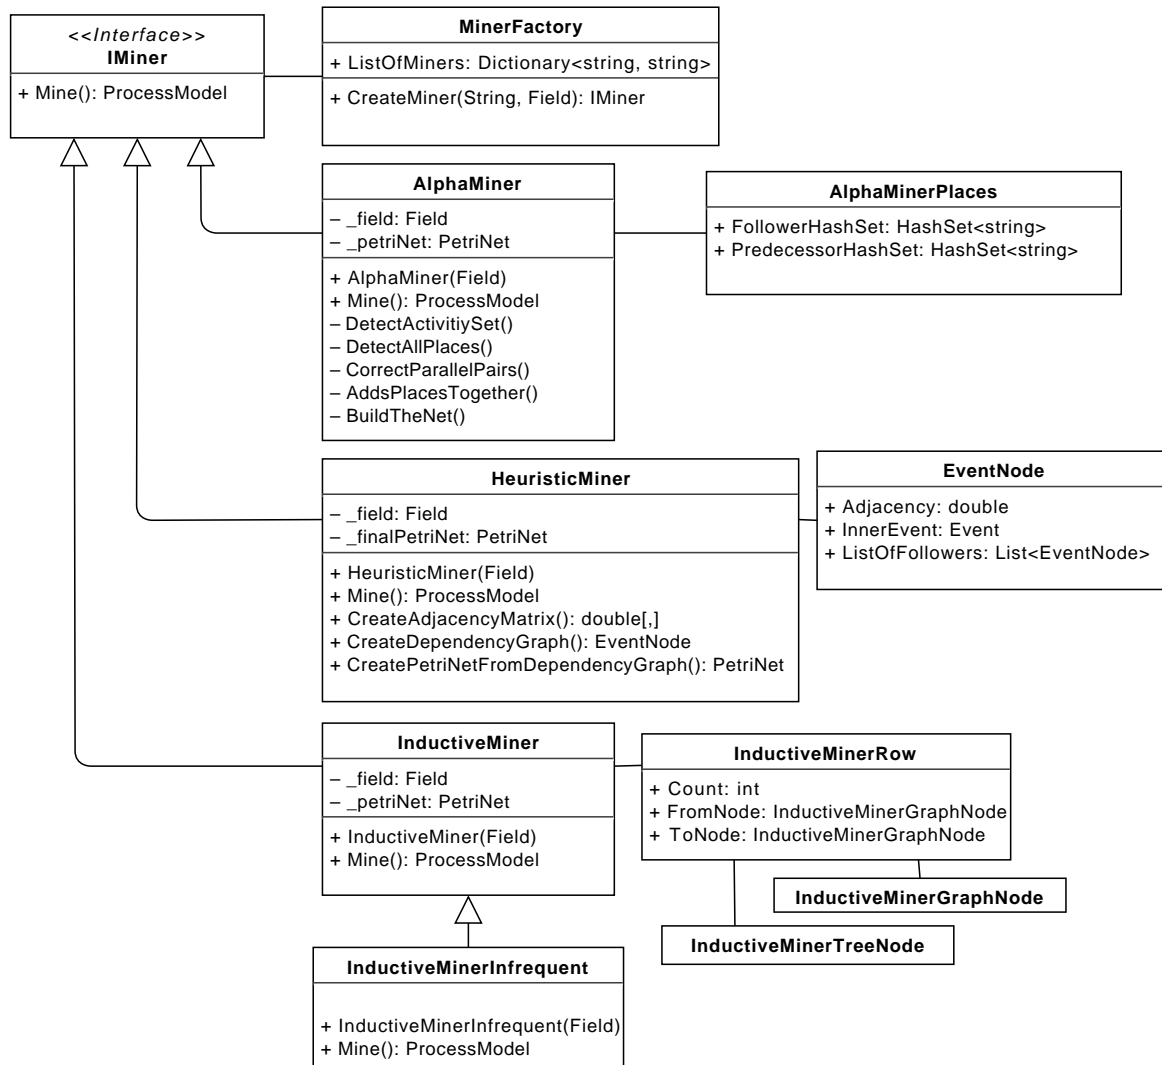 <<Interface>>
IMiner
+ Mine(): ProcessModel
MinerFactory
+ ListOfMiners: Dictionary<string, string>
+ CreateMiner(String, Field): IMiner
AlphaMiner
– _field: Field
– _petriNet: PetriNet
+ AlphaMiner(Field)
+ Mine(): ProcessModel
– DetectActivitiySet()
– DetectAllPlaces()
– CorrectParallelPairs()
– AddsPlacesTogether()
– BuildTheNet()
AlphaMinerPlaces
+ FollowerHashSet: HashSet<string>
+ PredecessorHashSet: HashSet<string>
HeuristicMiner
– _field: Field
– _finalPetriNet: PetriNet
+ HeuristicMiner(Field)
+ Mine(): ProcessModel
+ CreateAdjacencyMatrix(): double[,]
+ CreateDependencyGraph(): EventNode
+ CreatePetriNetFromDependencyGraph(): PetriNet
EventNode
+ Adjacency: double
+ InnerEvent: Event
+ ListOfFollowers: List<EventNode>
InductiveMiner
– _field: Field
– _petriNet: PetriNet
+ InductiveMiner(Field)
+ Mine(): ProcessModel
InductiveMinerRow
+ Count: int
+ FromNode: InductiveMinerGraphNode
+ ToNode: InductiveMinerGraphNode
InductiveMinerGraphNode
InductiveMinerTreeNode
InductiveMinerInfrequent
+ InductiveMinerInfrequent(Field)
+ Mine(): ProcessModel